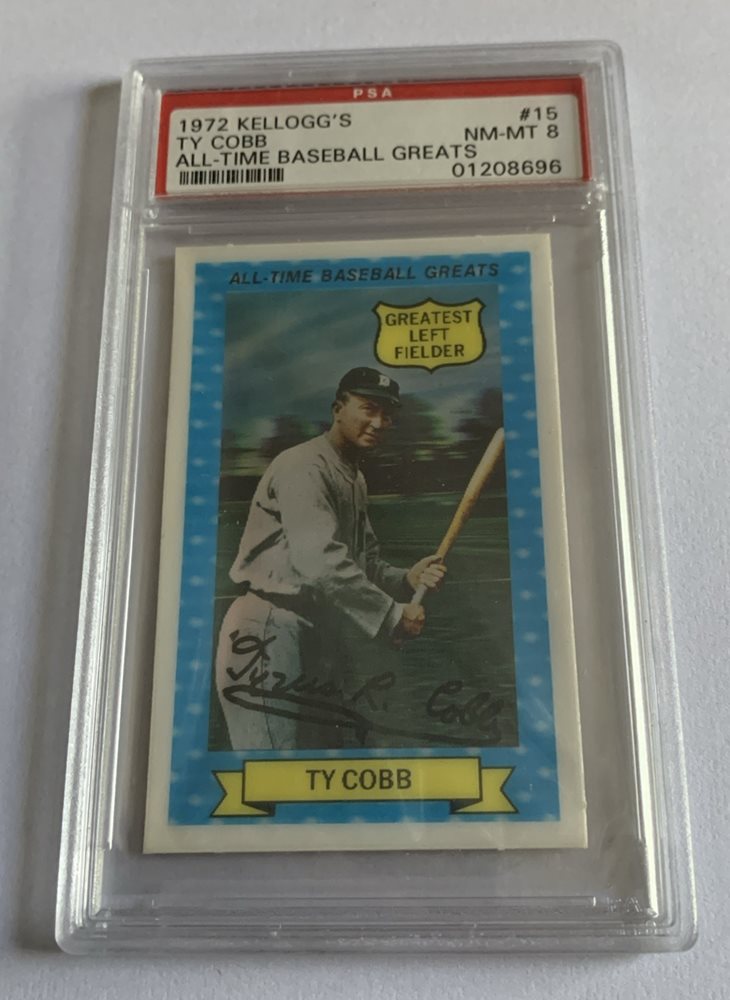 PSA
1972 KELLOGG'S #15
TY COBB NM-MT 8
ALL-TIME BASEBALL GREATS
01208696
ALL-TIME BASEBALL GREATS
GREATEST
LEFT
FIELDER
D
Tyrus R. Cobb
TY COBB